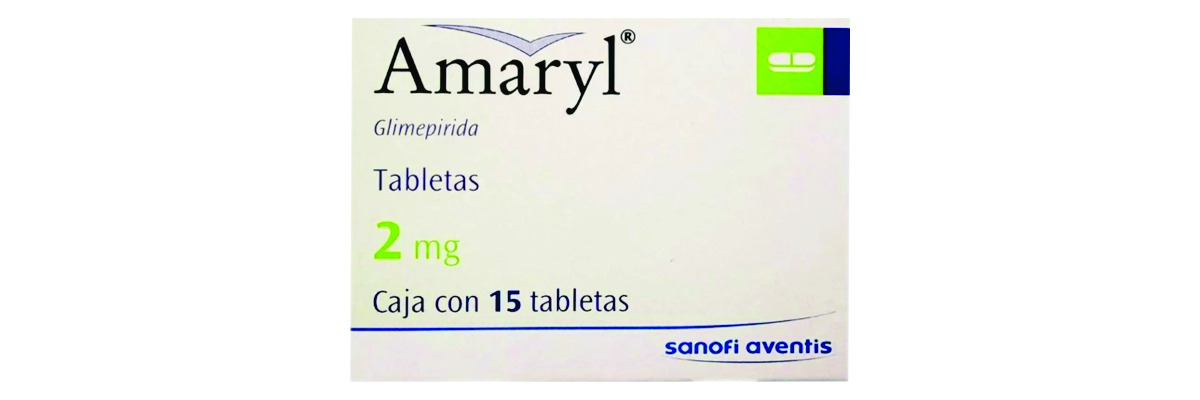 Amaryl®
Glimepirida
Tabletas
2 mg
Caja con 15 tabletas
sanofi aventis